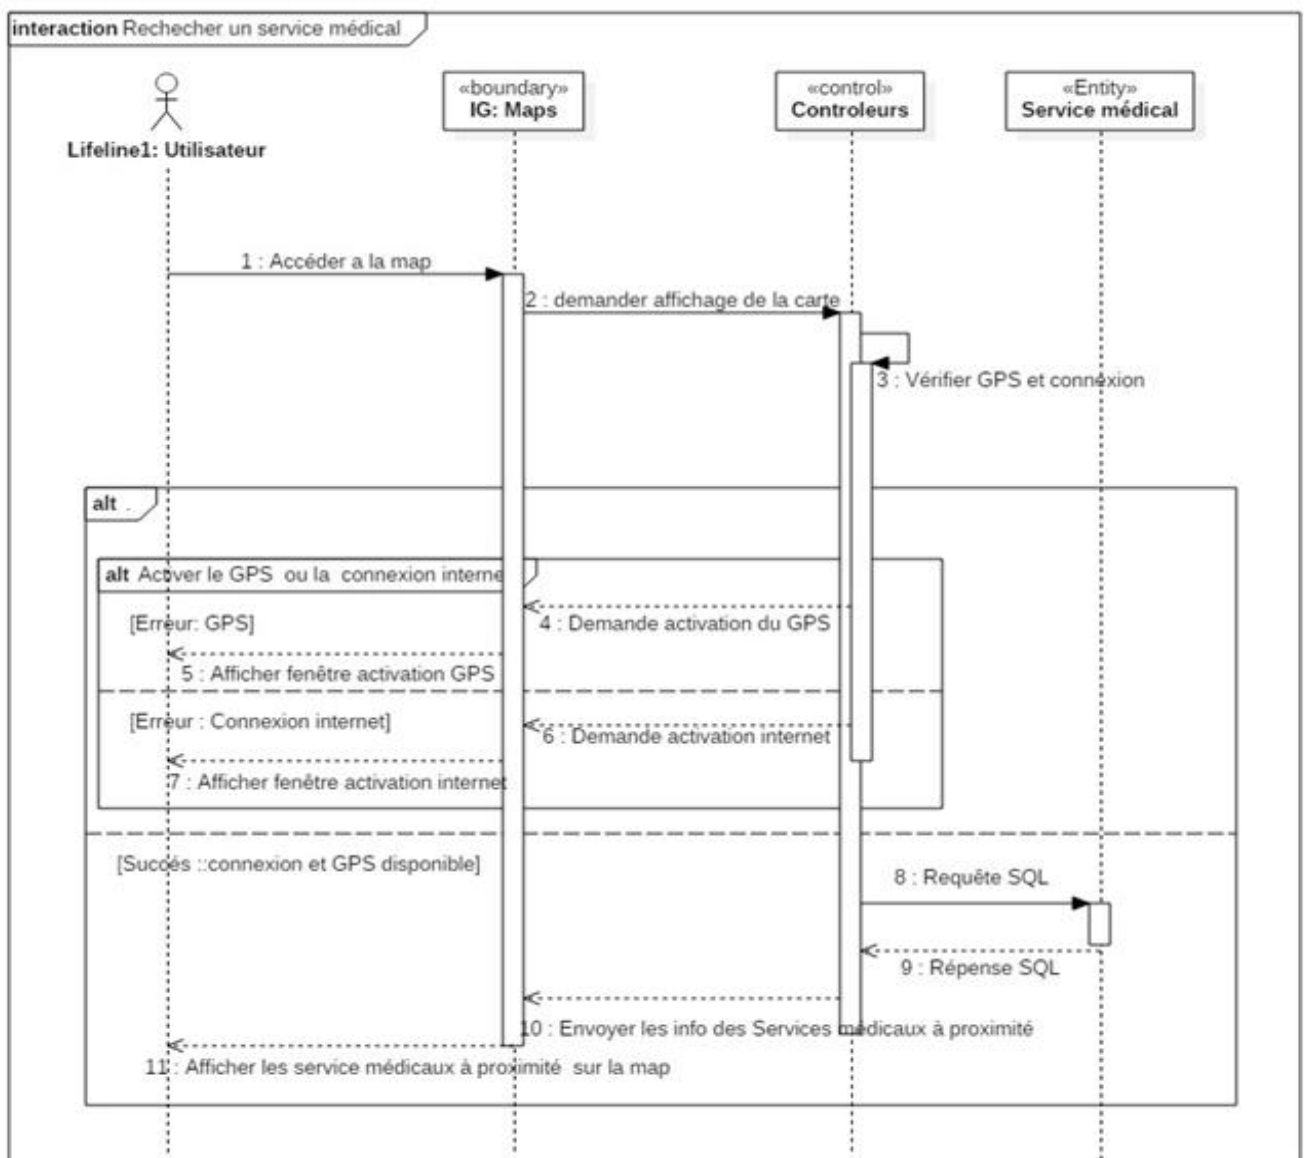 interaction Rechecher un service médical
«boundary»
IG: Maps
«control»
Controleurs
«Entity»
Service médical
Lifeline1: Utilisateur
1 : Accéder a la map
2 : demander affichage de la carte
3 : Vérifier GPS et connexion
alt .
alt Activer le GPS ou la connexion interne
[Erreur: GPS]
4 : Demande activation du GPS
5 : Afficher fenêtre activation GPS
[Erreur : Connexion internet]
6 : Demande activation internet
7 : Afficher fenêtre activation internet
[Succés ::connexion et GPS disponible]
8 : Requête SQL
9 : Répense SQL
10 : Envoyer les info des Services médicaux à proximité
11 : Afficher les service médicaux à proximité sur la map